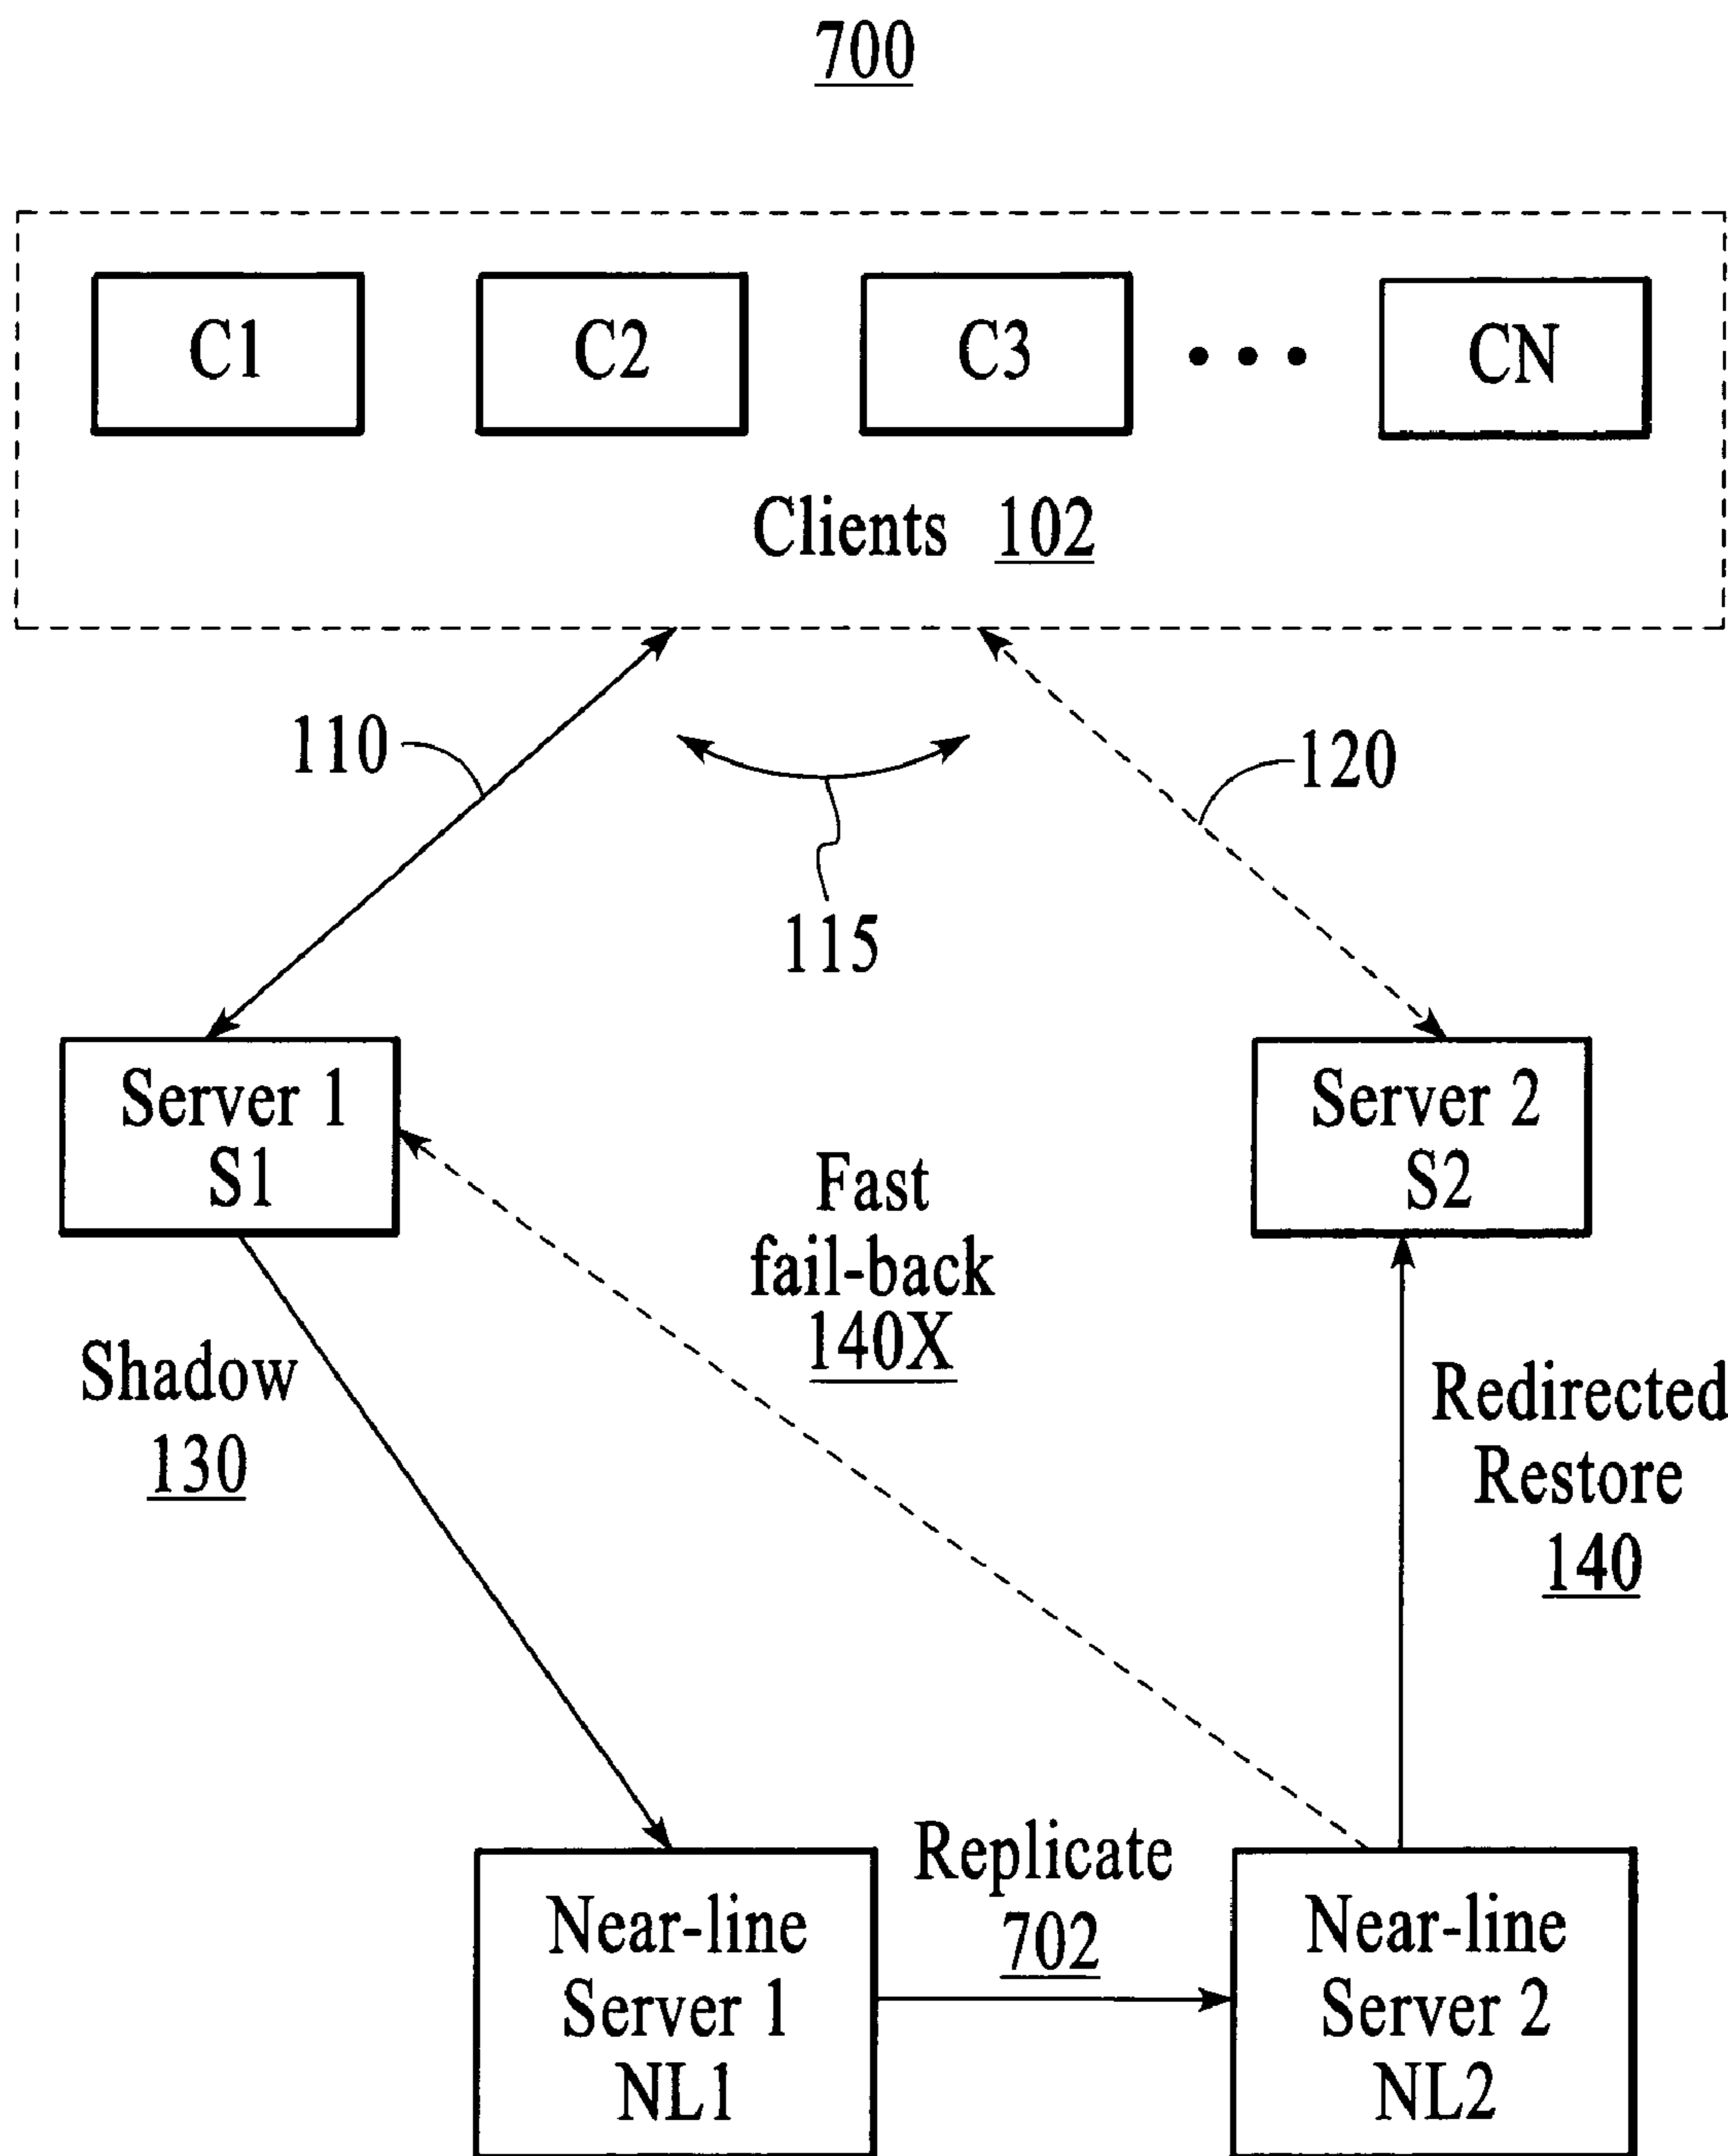 700
C1
C2
C3
• • •
CN
Clients 102
110
120
115
Server 1
S1
Server 2
S2
Fast
fail-back
140X
Shadow
130
Redirected
Restore
140
Replicate
702
Near-line
Server 1
NL1
Near-line
Server 2
NL2